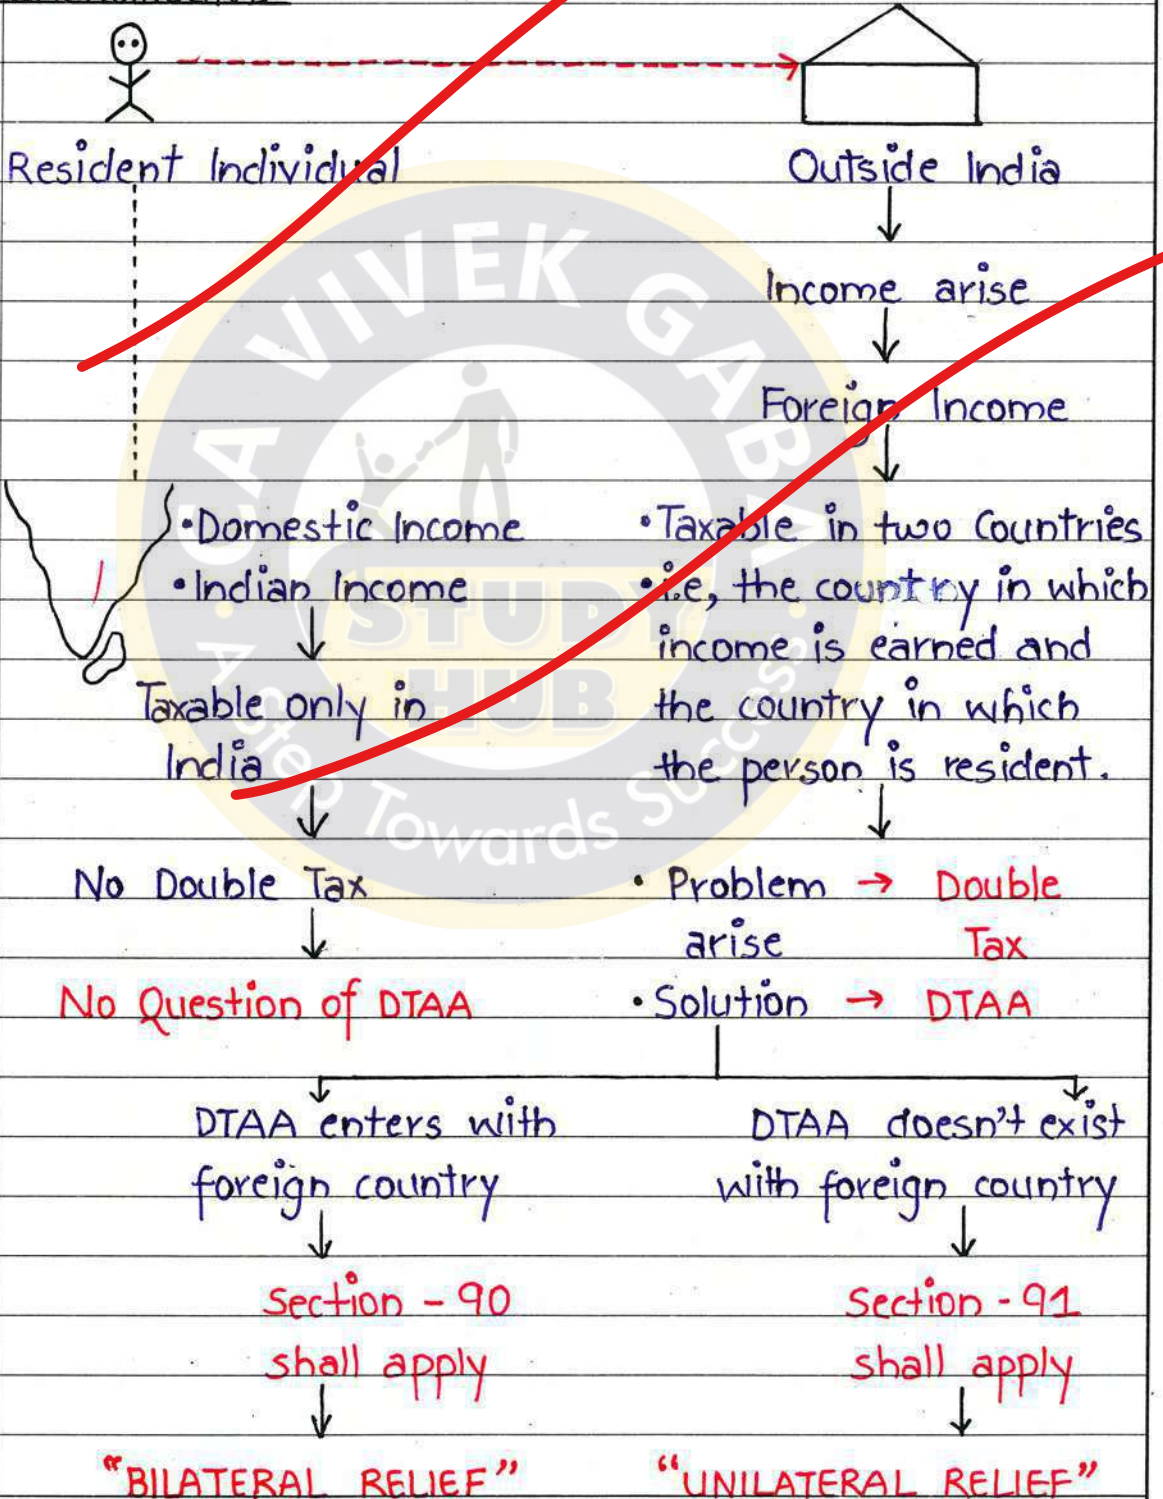 Resident Individual
Outside India
Income arise
Foreign Income
•Domestic Income
•Indian Income
Taxable only in
India
No Double Tax
No Question of DTAA
•Taxable in two Countries
•i.e, the country in which
income is earned and
the country in which
the person is resident.
• Problem → Double
arise Tax
• Solution → DTAA
DTAA enters with
foreign country
Section - 90
shall apply
"BILATERAL RELIEF"
DTAA doesn't exist
with foreign country
Section - 91
shall apply
"UNILATERAL RELIEF"
CA VIVEK GABA
STUDY
HUB
A Step Towards Success